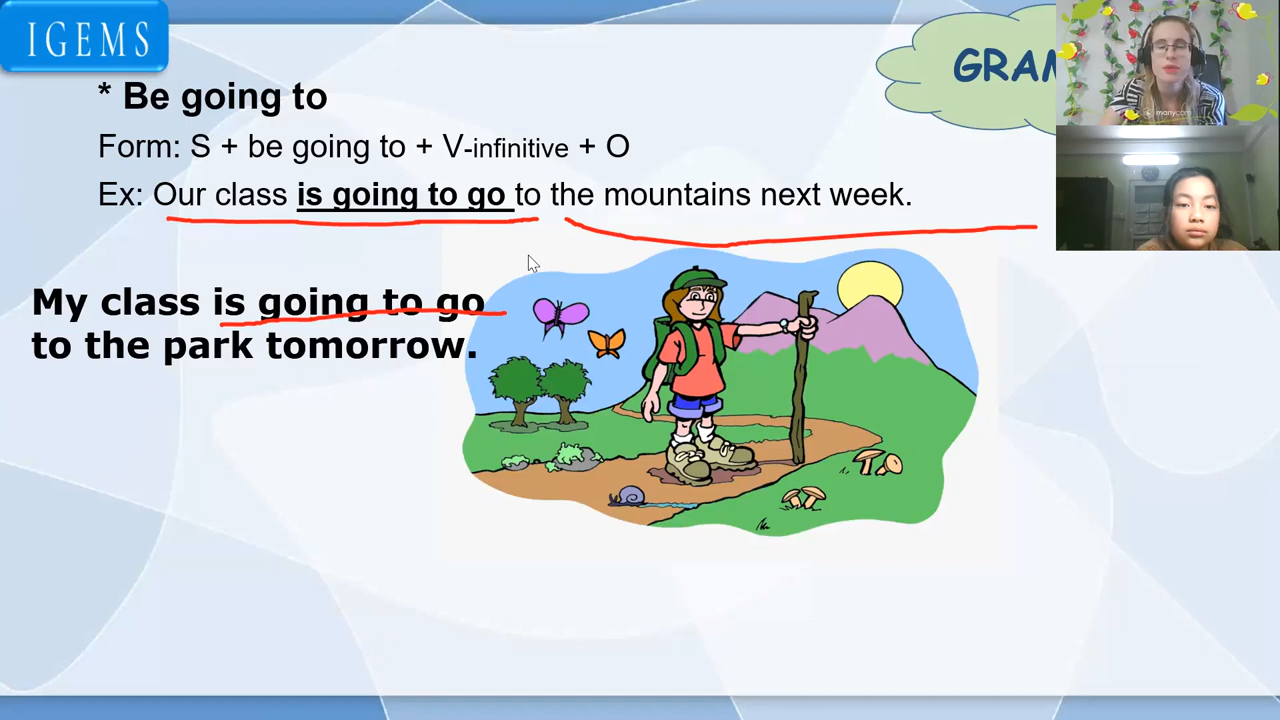 IGEMS
GRAM
* Be going to
Form: S + be going to + V-infinitive + O
Ex: Our class is going to go to the mountains next week.
My class is going to go
to the park tomorrow.
manycam